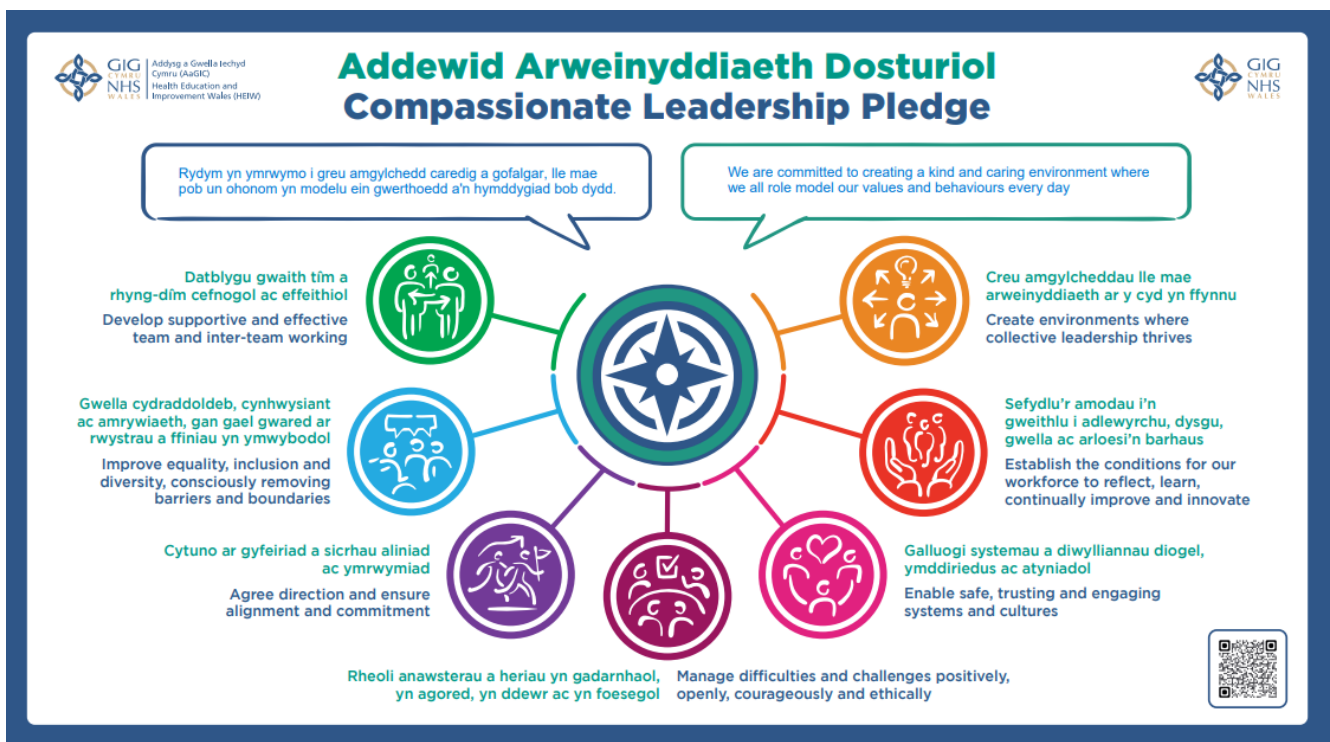 GIG
CYMRU
NHS
WALES
Addysg a Gwella Iechyd
Cymru (AaGIC)
Health Education and
Improvement Wales (HEIW)
Addewid Arweinyddiaeth Dosturiol
Compassionate Leadership Pledge
GIG
CYMRU
NHS
WALES
Rydym yn ymrwymo i greu amgylchedd caredig a gofalgar, lle mae
pob un ohonom yn modelu ein gwerthoedd a'n hymddygiad bob dydd.
We are committed to creating a kind and caring environment where
we all role model our values and behaviours every day
Datblygu gwaith tîm a
rhyng-dîm cefnogol ac effeithiol
Develop supportive and effective
team and inter-team working
Creu amgylcheddau lle mae
arweinyddiaeth ar y cyd yn ffynnu
Create environments where
collective leadership thrives
Gwella cydraddoldeb, cynhwysiant
ac amrywiaeth, gan gael gwared ar
rwystrau a ffiniau yn ymwybodol
Improve equality, inclusion and
diversity, consciously removing
barriers and boundaries
Sefydlu'r amodau i'n
gweithlu i adlewyrchu, dysgu,
gwella ac arloesi'n barhaus
Establish the conditions for our
workforce to reflect, learn,
continually improve and innovate
Cytuno ar gyfeiriad a sicrhau aliniad
ac ymrwymiad
Agree direction and ensure
alignment and commitment
Galluogi systemau a diwylliannau diogel,
ymddiriedus ac atyniadol
Enable safe, trusting and engaging
systems and cultures
Rheoli anawsterau a heriau yn gadarnhaol,
yn agored, yn ddewr ac yn foesegol
Manage difficulties and challenges positively,
openly, courageously and ethically